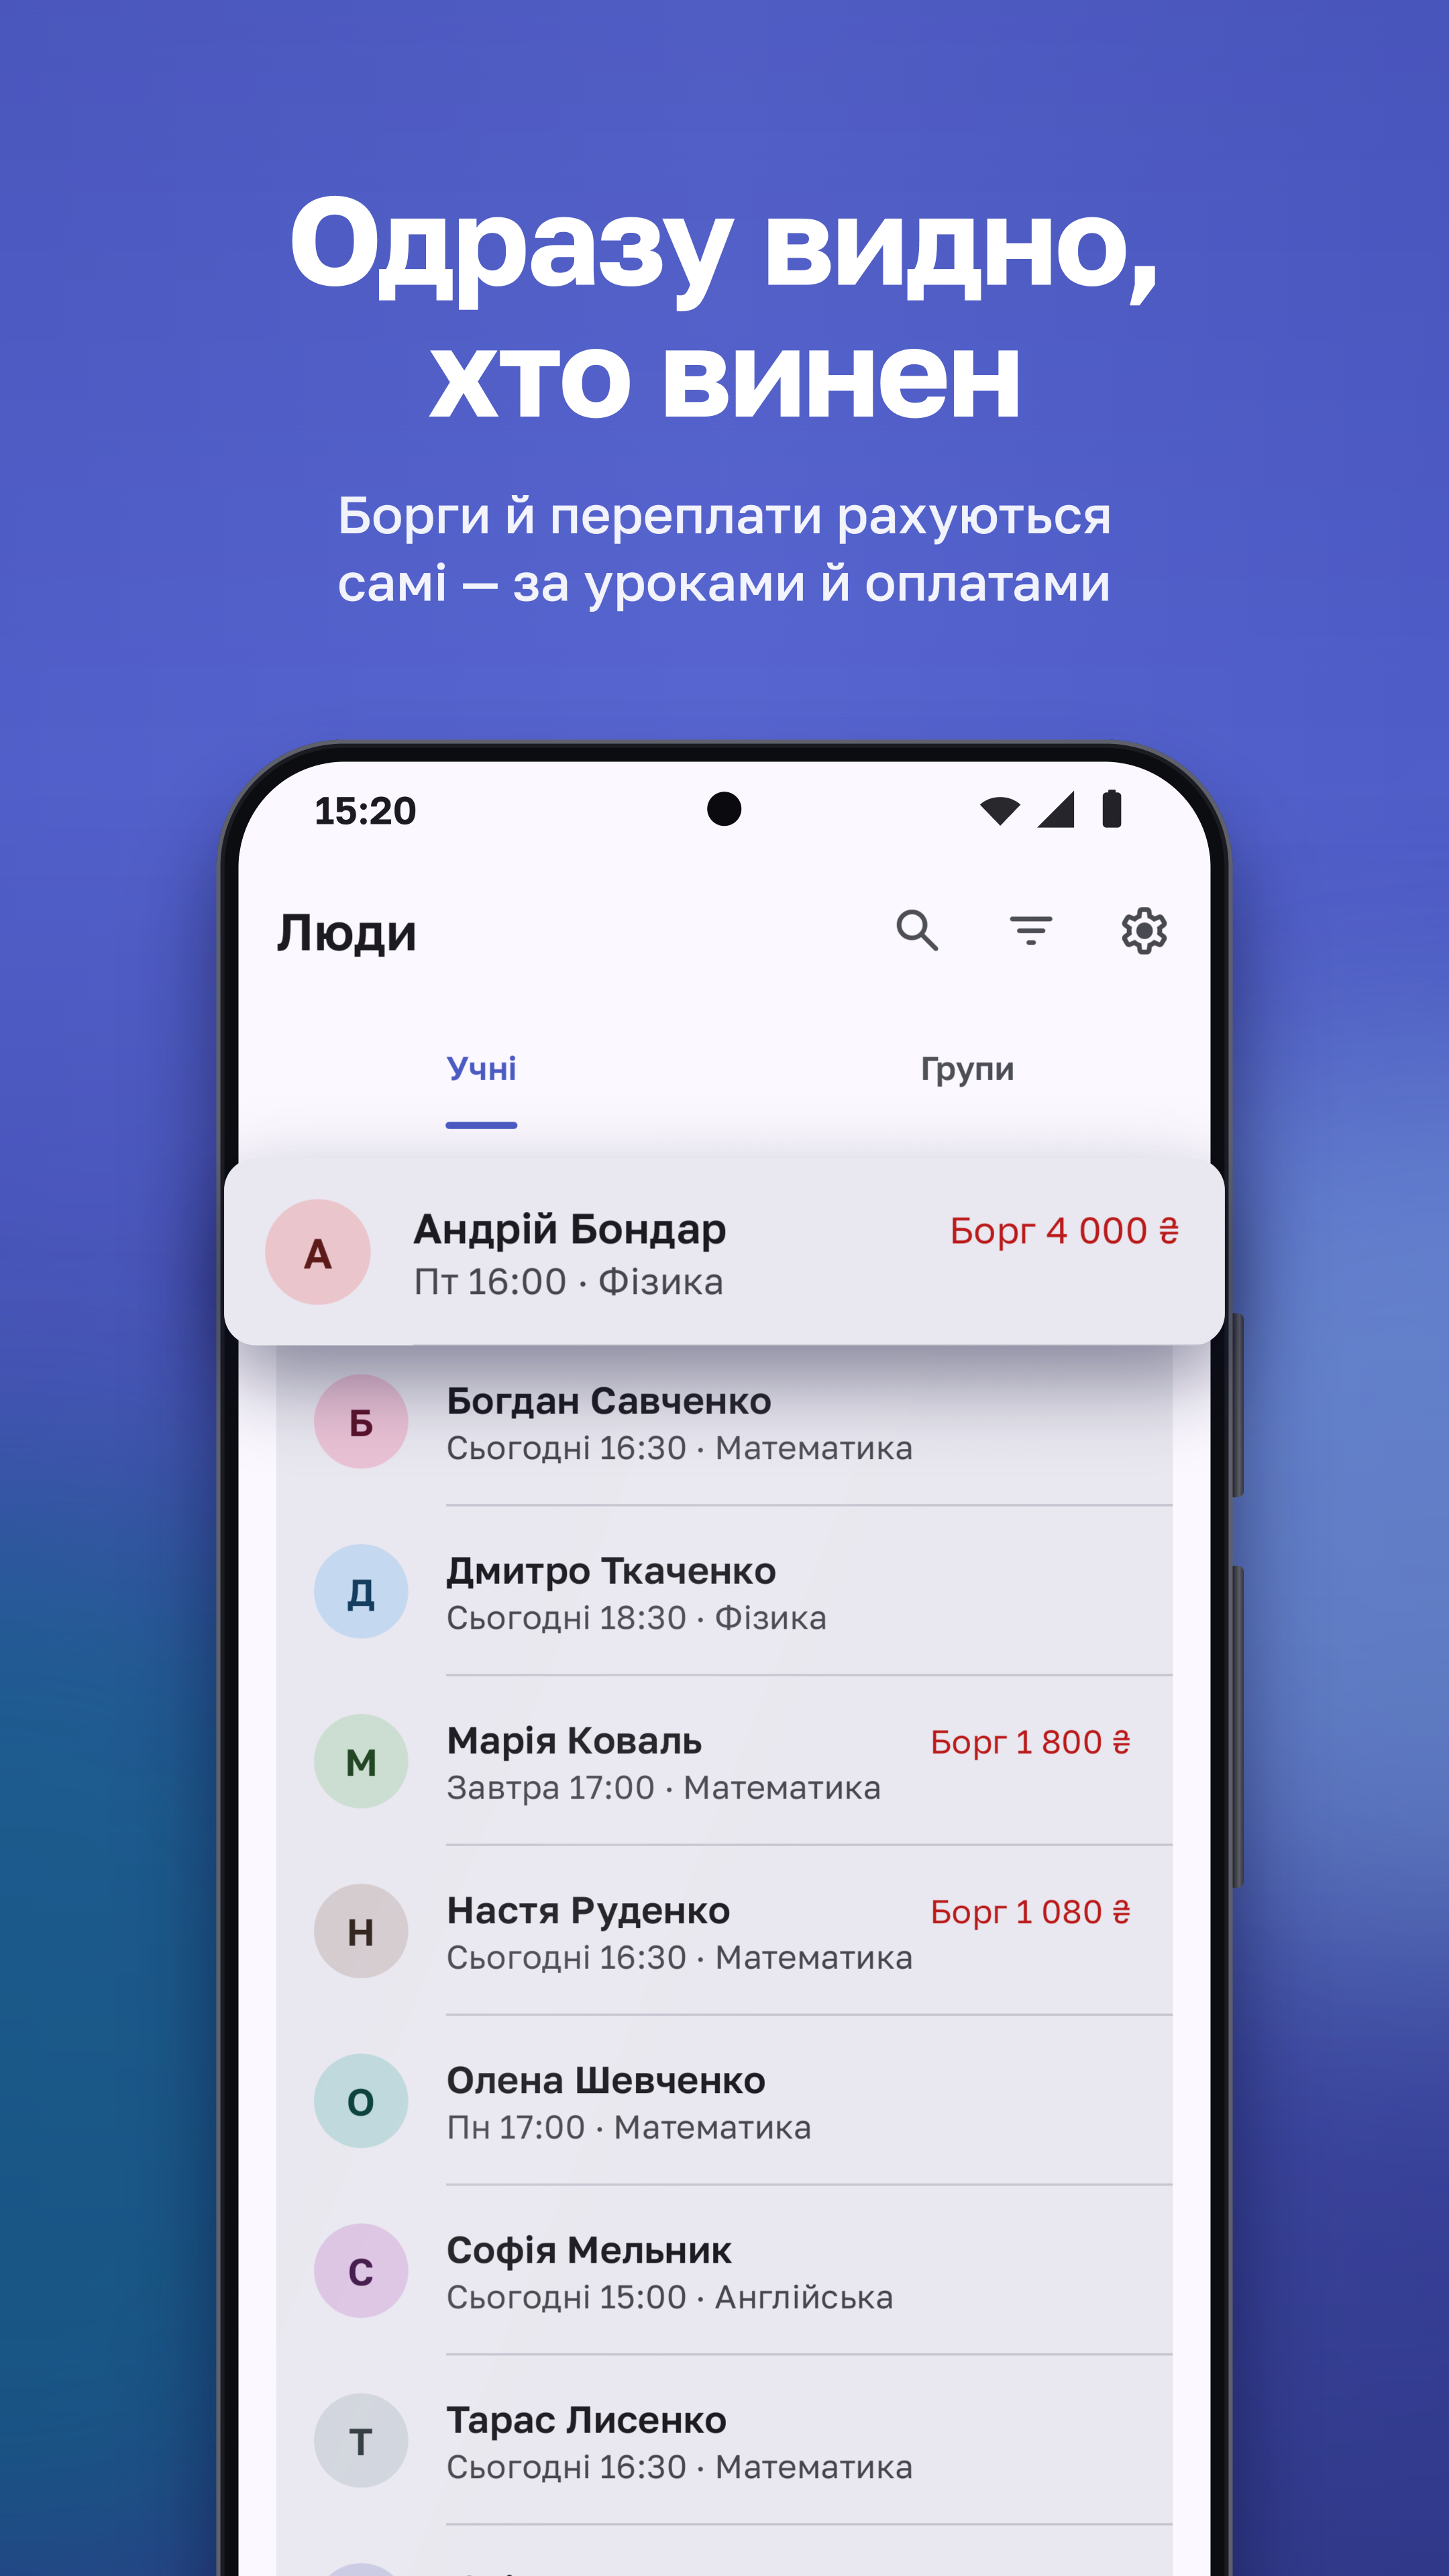 Одразу видно,
хто винен
Борги й переплати рахуються
самі — за уроками й оплатами
15:20
Люди
Учні
Групи
А
Андрій Бондар
Борг 4 000 ₴
Пт 16:00 · Фізика
Б
Богдан Савченко
Сьогодні 16:30 · Математика
Д
Дмитро Ткаченко
Сьогодні 18:30 · Фізика
М
Марія Коваль
Борг 1 800 ₴
Завтра 17:00 · Математика
Н
Настя Руденко
Борг 1 080 ₴
Сьогодні 16:30 · Математика
О
Олена Шевченко
Пн 17:00 · Математика
С
Софія Мельник
Сьогодні 15:00 · Англійська
Т
Тарас Лисенко
Сьогодні 16:30 · Математика